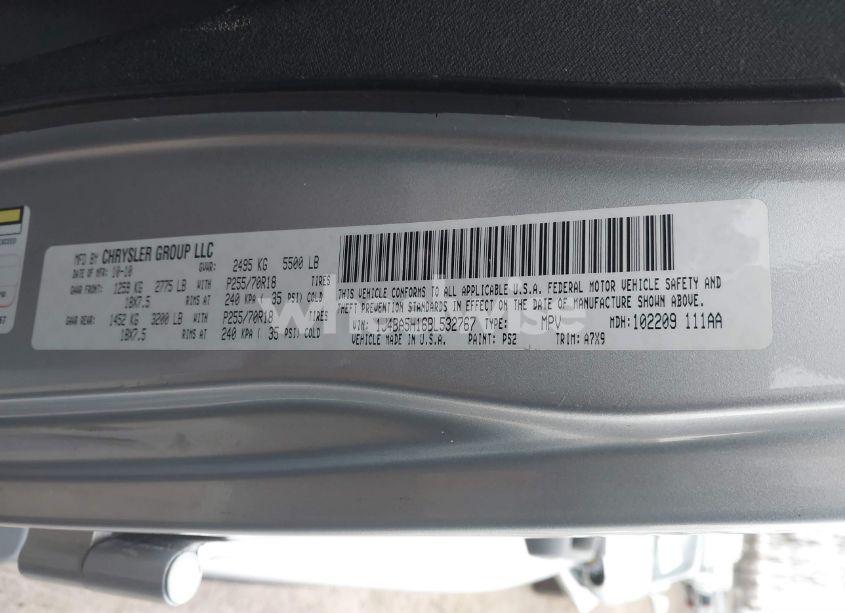 MFD BY CHRYSLER GROUP LLC
DATE OF MFR: 10-10 GVWR: 2495 KG 5500 LB
GAWR FRONT: 1259 KG 2775 LB WITH P255/70R18 TIRES
18X7.5 RIMS AT 240 KPA ( 35 PSI) COLD
GAWR REAR: 1452 KG 3200 LB WITH P255/70R18 TIRES
18X7.5 RIMS AT 240 KPA ( 35 PSI) COLD
THIS VEHICLE CONFORMS TO ALL APPLICABLE U.S.A. FEDERAL MOTOR VEHICLE SAFETY AND
THEFT PREVENTION STANDARDS IN EFFECT ON THE DATE OF MANUFACTURE SHOWN ABOVE.
VIN: 1J4BA5H16BL532767 TYPE: MPV MDH: 102209 111AA
VEHICLE MADE IN U.S.A. PAINT: PS2 TRIM: A7X9